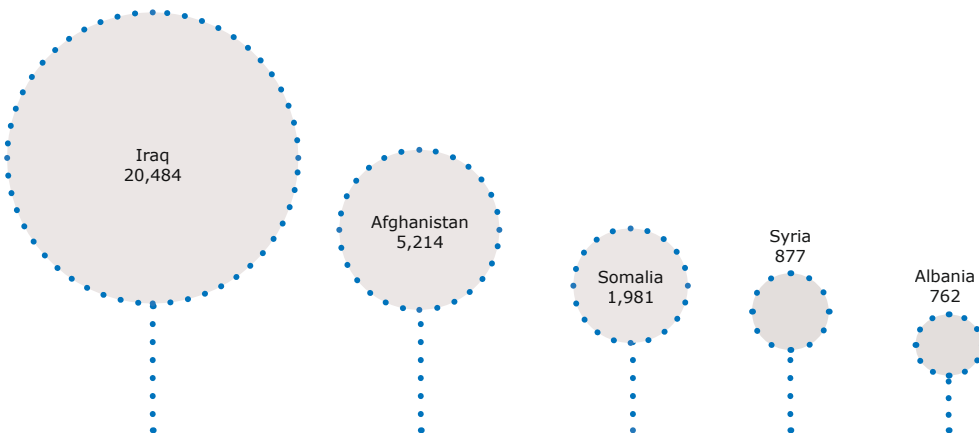 Iraq
20,484
Afghanistan
5,214
Somalia
1,981
Syria
877
Albania
762